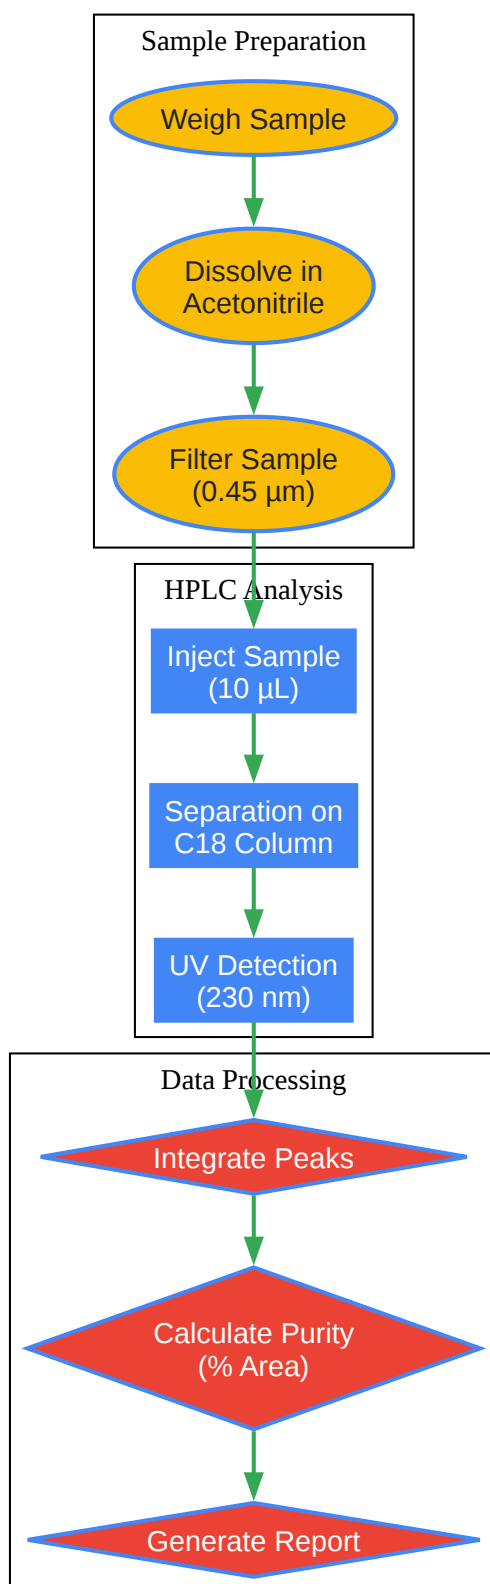 Sample Preparation
Weigh Sample
Dissolve in
Acetonitrile
Filter Sample
(0.45 µm)
HPLC Analysis
Inject Sample
(10 µL)
Separation on
C18 Column
UV Detection
(230 nm)
Data Processing
Integrate Peaks
Calculate Purity
(% Area)
Generate Report